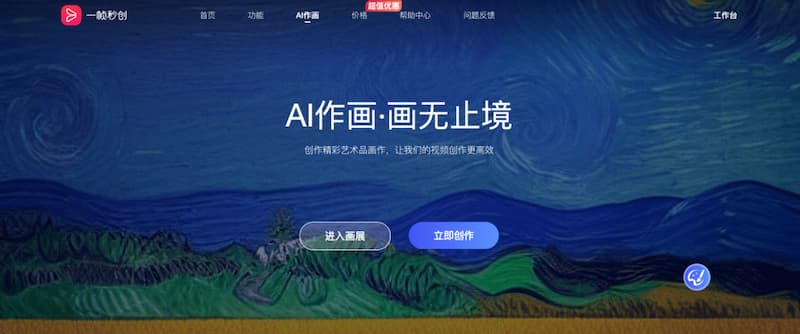 超值优惠
一帧秒创 首页 功能 AI作画 价格 帮助中心 问题反馈 工作台
AI作画·画无止境
创作精彩艺术品画作，让我们的视频创作更高效
进入画展 立即创作